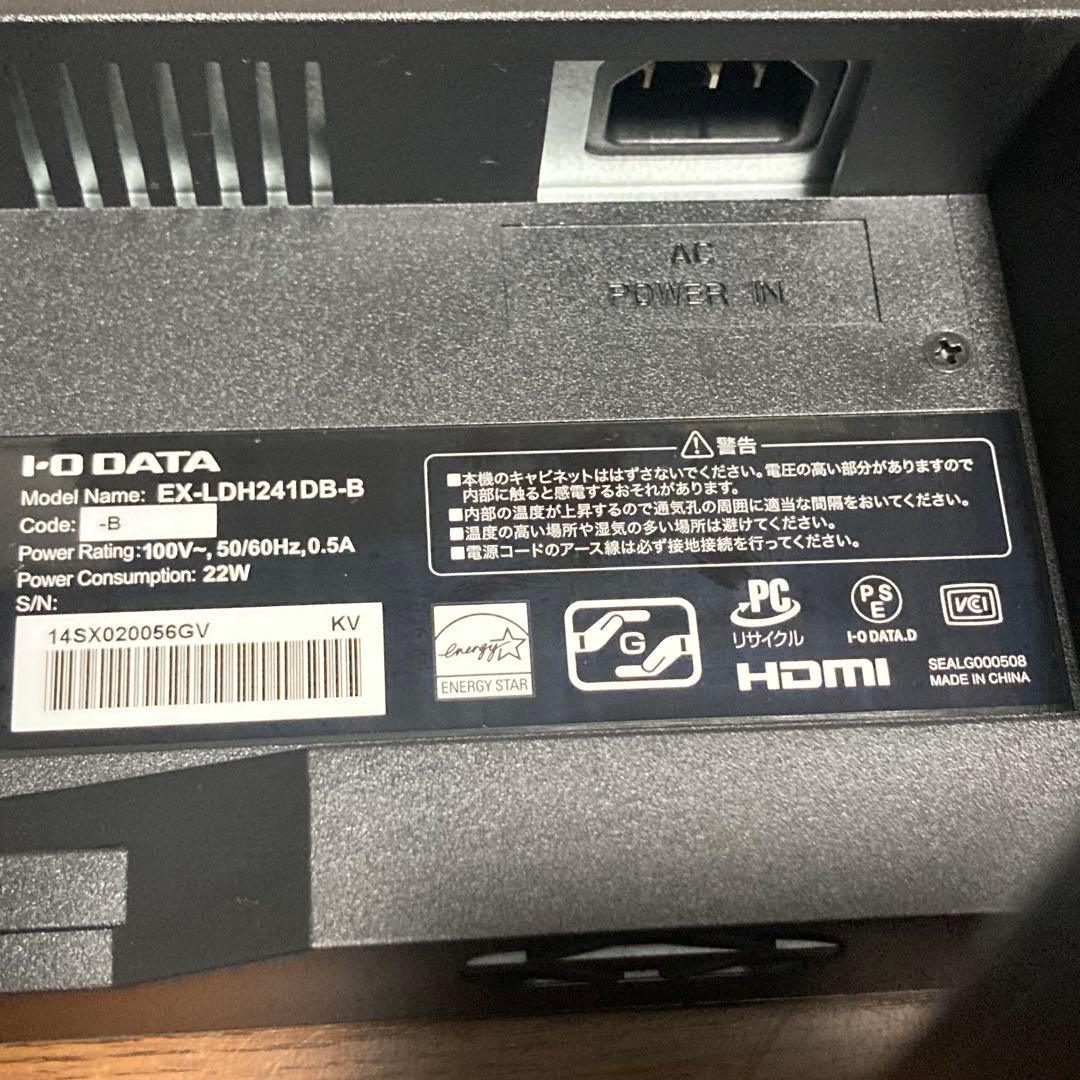 AC
POWER IN
I-O DATA
Model Name: EX-LDH241DB-B
Code: -B
Power Rating: 100V~, 50/60Hz, 0.5A
Power Consumption: 22W
S/N:
14SX020056GV KV
警告
■本機のキャビネットははずさないでください。電圧の高い部分がありますので
内部に触ると感電するおそれがあります。
■内部の温度が上昇するので通気孔の周囲に適当な間隔をおいてください。
■温度の高い場所や湿気の多い場所は避けてください。
■電源コードのアース線は必ず接地接続を行ってください。
energy
ENERGY STAR
G
PC
リサイクル
HDMI
PSE
I-O DATA.D
VCCI
SEALG000508
MADE IN CHINA